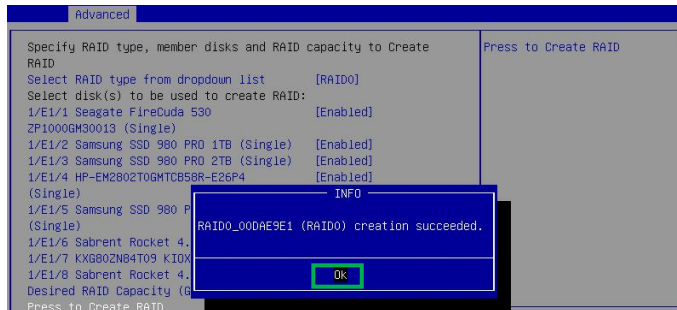 Advanced
Specify RAID type, member disks and RAID capacity to Create
RAID
Select RAID type from dropdown list [RAID0]
Select disk(s) to be used to create RAID:
1/E1/1 Seagate FireCuda 530 [Enabled]
ZP1000GM30013 (Single)
1/E1/2 Samsung SSD 980 PRO 1TB (Single) [Enabled]
1/E1/3 Samsung SSD 980 PRO 2TB (Single) [Enabled]
1/E1/4 HP-EM2802T0GMTCB58R-E26P4 [Enabled]
(Single)
1/E1/5 Samsung SSD 980 P
(Single)
1/E1/6 Sabrent Rocket 4.
1/E1/7 KXG80ZN84T09 KIOX
1/E1/8 Sabrent Rocket 4.
Desired RAID Capacity (G
Press to Create RAID
Press to Create RAID
INFO
RAID0_00DAE9E1 (RAID0) creation succeeded.
Ok